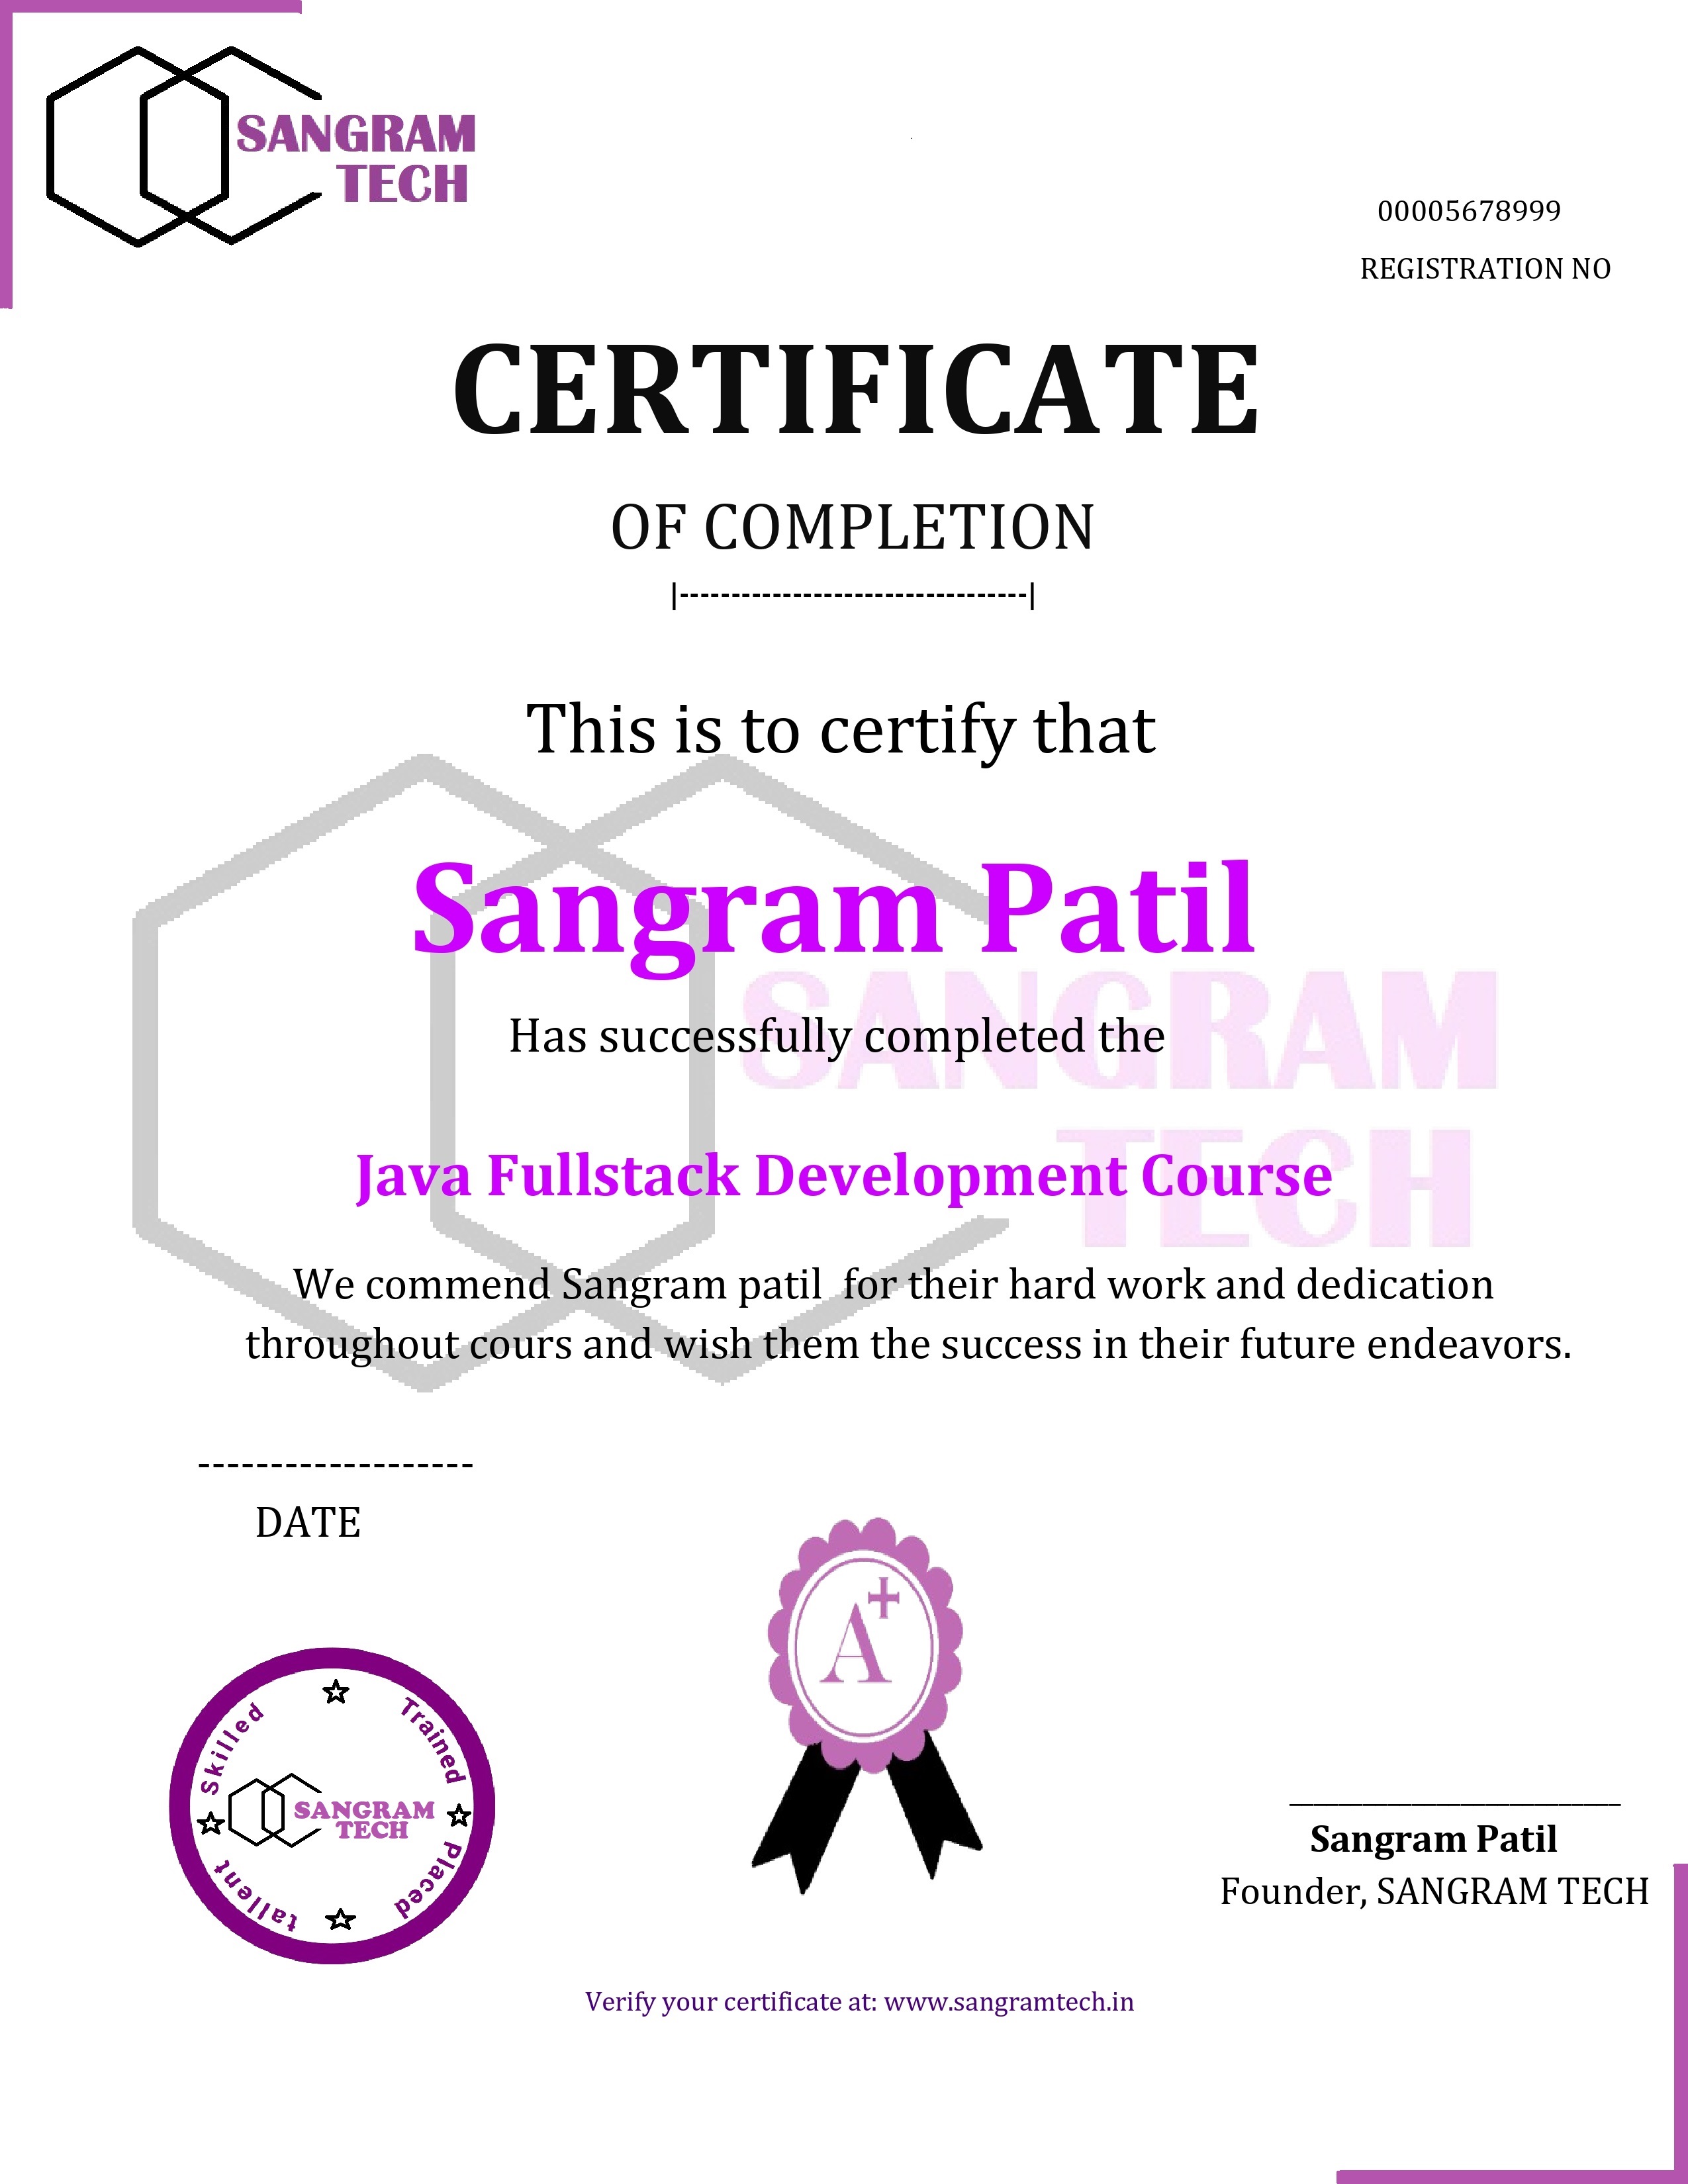 SANGRAM
TECH
00005678999
REGISTRATION NO
CERTIFICATE
OF COMPLETION
|----------------------------------|
This is to certify that
Sangram Patil
SANGRAM
Has successfully completed the
TECH
Java Fullstack Development Course
We commend Sangram patil  for their hard work and dedication
throughout cours and wish them the success in their future endeavors.
-------------------
DATE
A+
Skilled
Trained
SANGRAM
TECH
tallent
Placed
Sangram Patil
Founder, SANGRAM TECH
Verify your certificate at: www.sangramtech.in